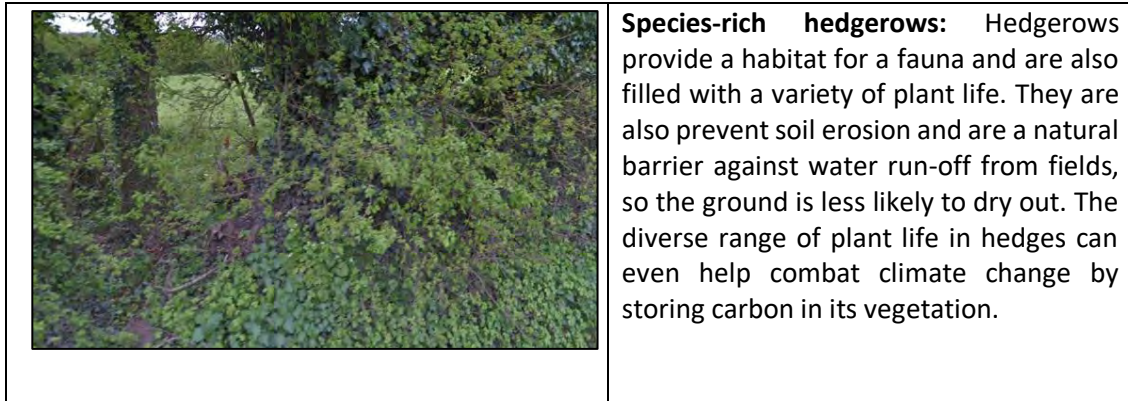 Species-rich hedgerows: Hedgerows
provide a habitat for a fauna and are also
filled with a variety of plant life. They are
also prevent soil erosion and are a natural
barrier against water run-off from fields,
so the ground is less likely to dry out. The
diverse range of plant life in hedges can
even help combat climate change by
storing carbon in its vegetation.